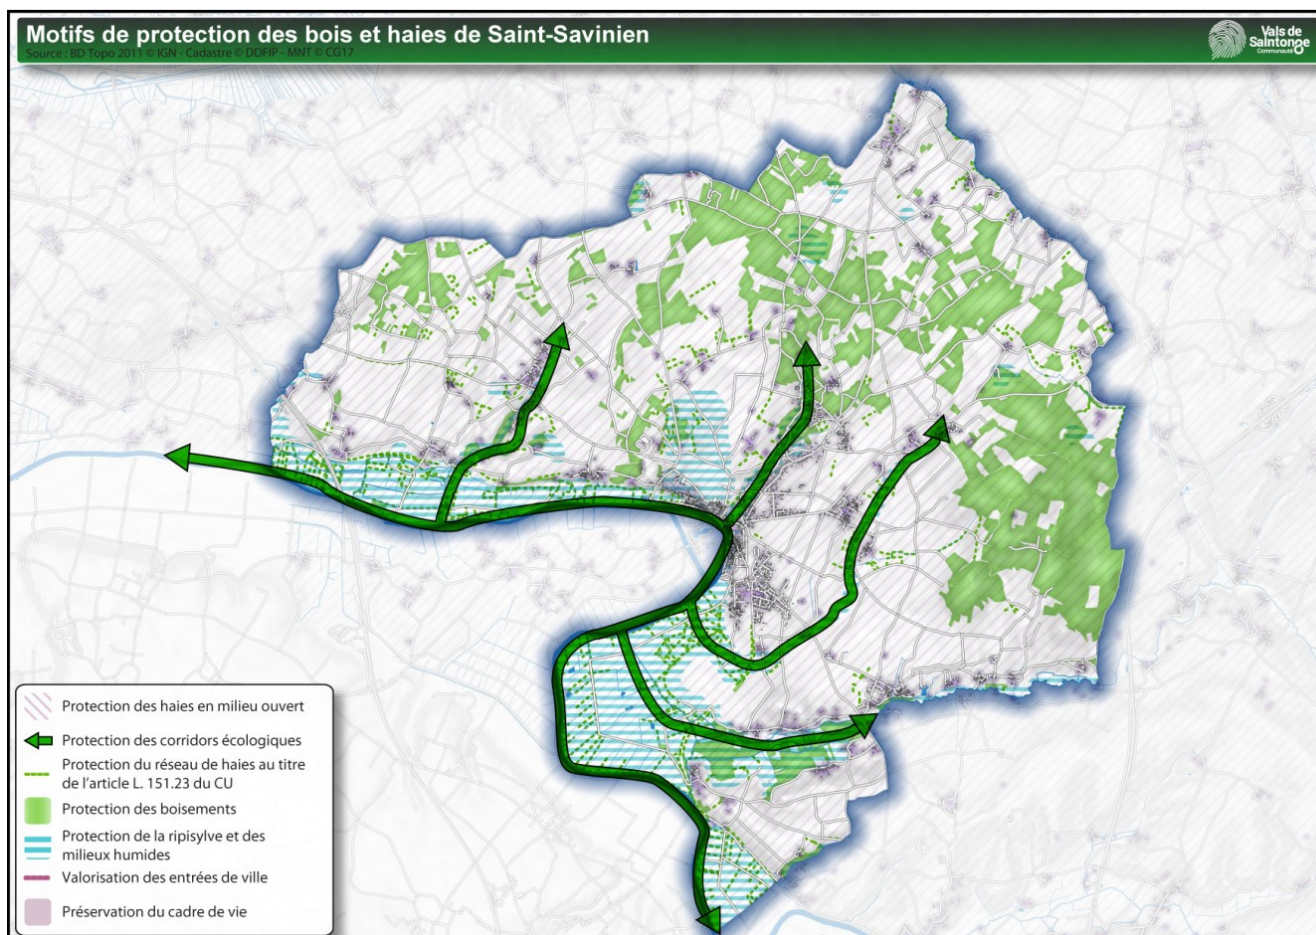 Motifs de protection des bois et haies de Saint-Savinien
Source : BD Topo 2011 © IGN - Cadastre © DDFIP - MNT © CG17
Vals de
Saintonge
Communauté
Protection des haies en milieu ouvert
Protection des corridors écologiques
Protection du réseau de haies au titre
de l'article L. 151.23 du CU
Protection des boisements
Protection de la ripisylve et des
milieux humides
Valorisation des entrées de ville
Préservation du cadre de vie